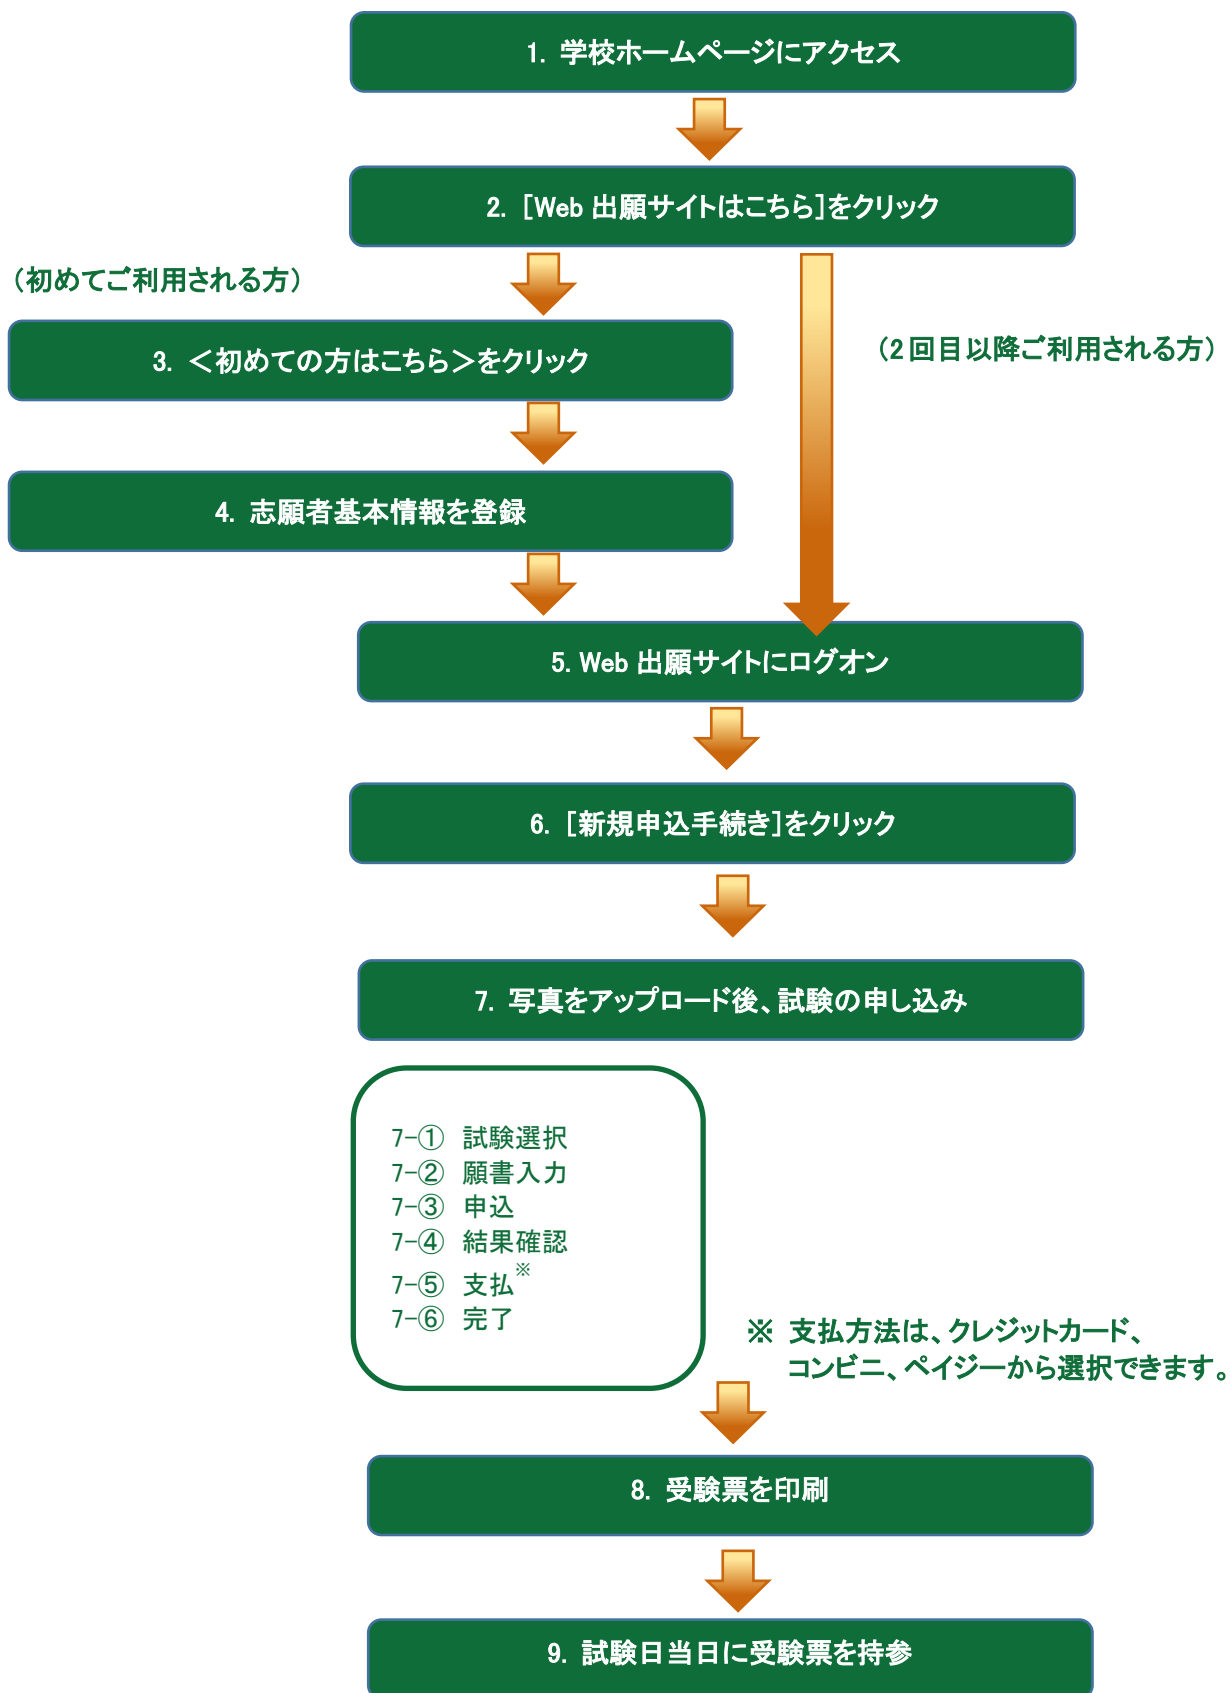 1. 学校ホームページにアクセス
2. [Web 出願サイトはこちら]をクリック
（初めてご利用される方）
3. ＜初めての方はこちら＞をクリック
（2 回目以降ご利用される方）
4. 志願者基本情報を登録
5. Web 出願サイトにログオン
6. [新規申込手続き]をクリック
7. 写真をアップロード後、試験の申し込み
7-① 試験選択
7-② 願書入力
7-③ 申込
7-④ 結果確認
7-⑤ 支払※
7-⑥ 完了
※ 支払方法は、クレジットカード、
コンビニ、ペイジーから選択できます。
8. 受験票を印刷
9. 試験日当日に受験票を持参